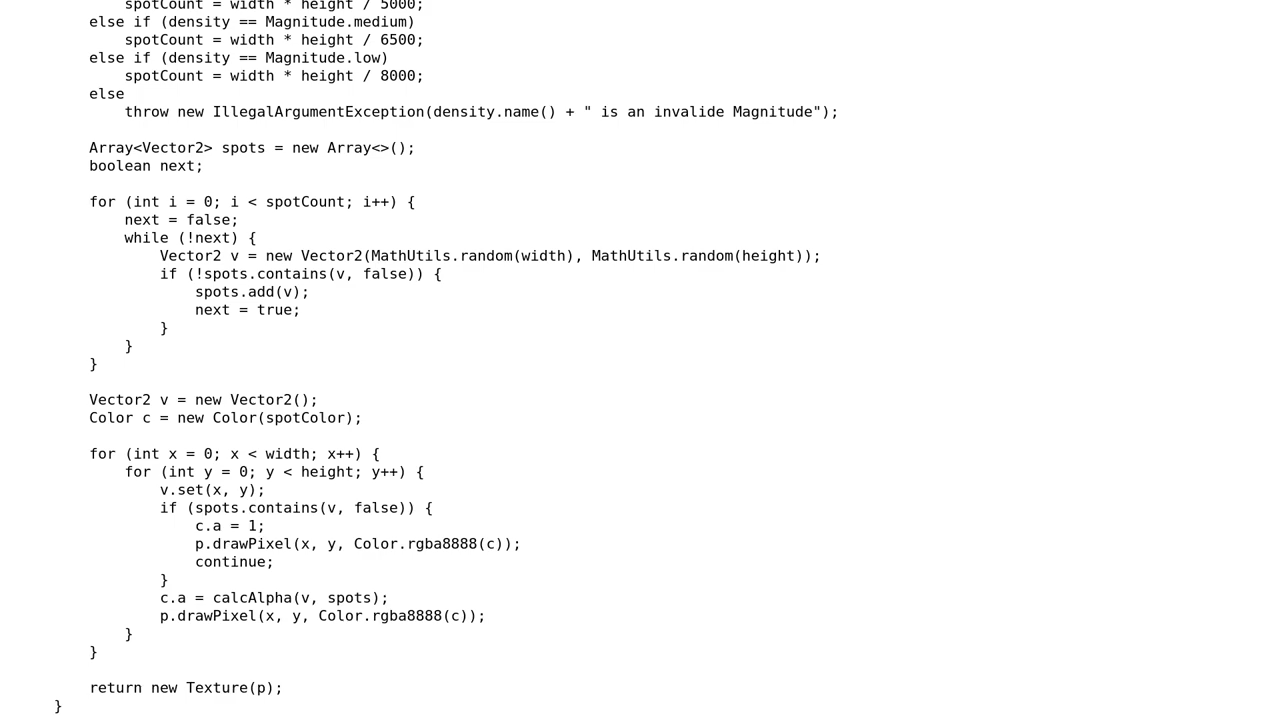 spotCount = width * height / 5000;
else if (density == Magnitude.medium)
spotCount = width * height / 6500;
else if (density == Magnitude.low)
spotCount = width * height / 8000;
else
throw new IllegalArgumentException(density.name() + " is an invalide Magnitude");
Array<Vector2> spots = new Array<>();
boolean next;
for (int i = 0; i < spotCount; i++) {
next = false;
while (!next) {
Vector2 v = new Vector2(MathUtils.random(width), MathUtils.random(height));
if (!spots.contains(v, false)) {
spots.add(v);
next = true;
}
}
}
Vector2 v = new Vector2();
Color c = new Color(spotColor);
for (int x = 0; x < width; x++) {
for (int y = 0; y < height; y++) {
v.set(x, y);
if (spots.contains(v, false)) {
c.a = 1;
p.drawPixel(x, y, Color.rgba8888(c));
continue;
}
c.a = calcAlpha(v, spots);
p.drawPixel(x, y, Color.rgba8888(c));
}
}
return new Texture(p);
}